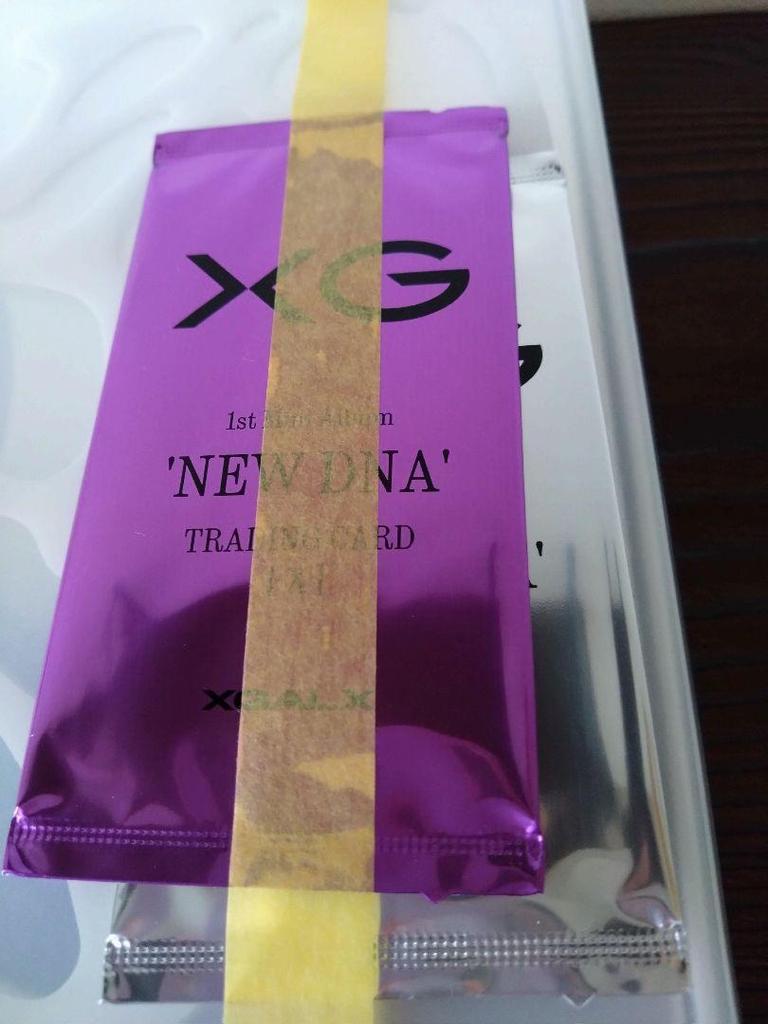 XG
1st Mini Album
'NEW DNA'
TRADING CARD
XGALX
G
A'